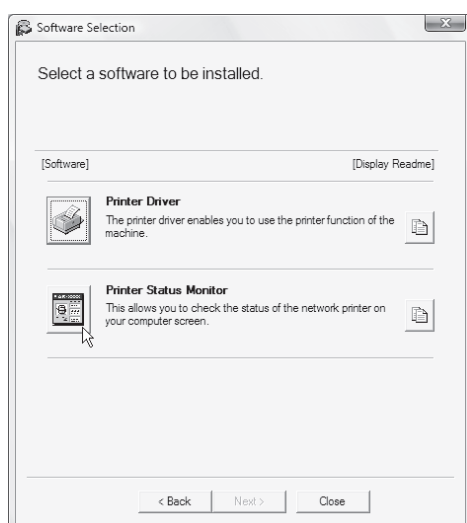 Software Selection
Select a software to be installed.
[Software]
[Display Readme]
Printer Driver
The printer driver enables you to use the printer function of the
machine.
Printer Status Monitor
This allows you to check the status of the network printer on
your computer screen.
< Back
Next >
Close